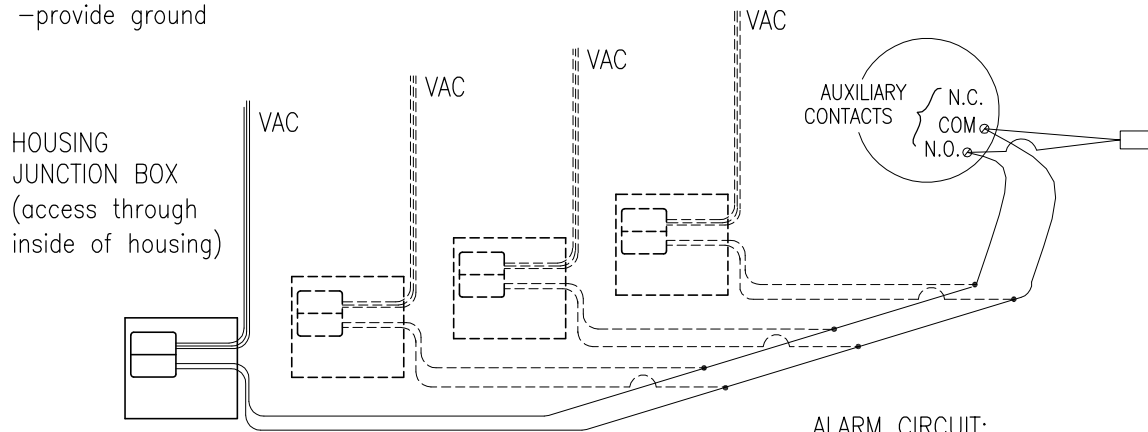 -provide ground
VAC
VAC
VAC
VAC
HOUSING
JUNCTION BOX
(access through
inside of housing)
AUXILIARY
CONTACTS
N.C.
COM
N.O.
ALARM CIRCUIT: